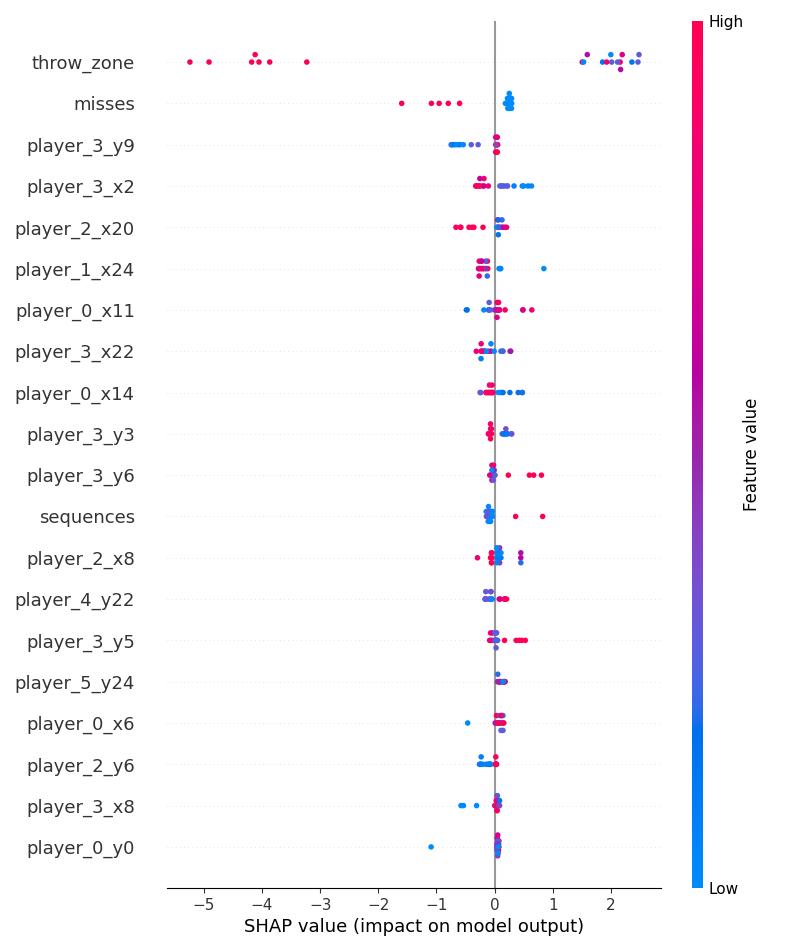 High
throw_zone
misses
player_3_y9
player_3_x2
player_2_x20
player_1_x24
player_0_x11
player_3_x22
player_0_x14
player_3_y3
player_3_y6
sequences
player_2_x8
player_4_y22
player_3_y5
player_5_y24
player_0_x6
player_2_y6
player_3_x8
player_0_y0
Feature value
Low
−5 −4 −3 −2 −1 0 1 2
SHAP value (impact on model output)